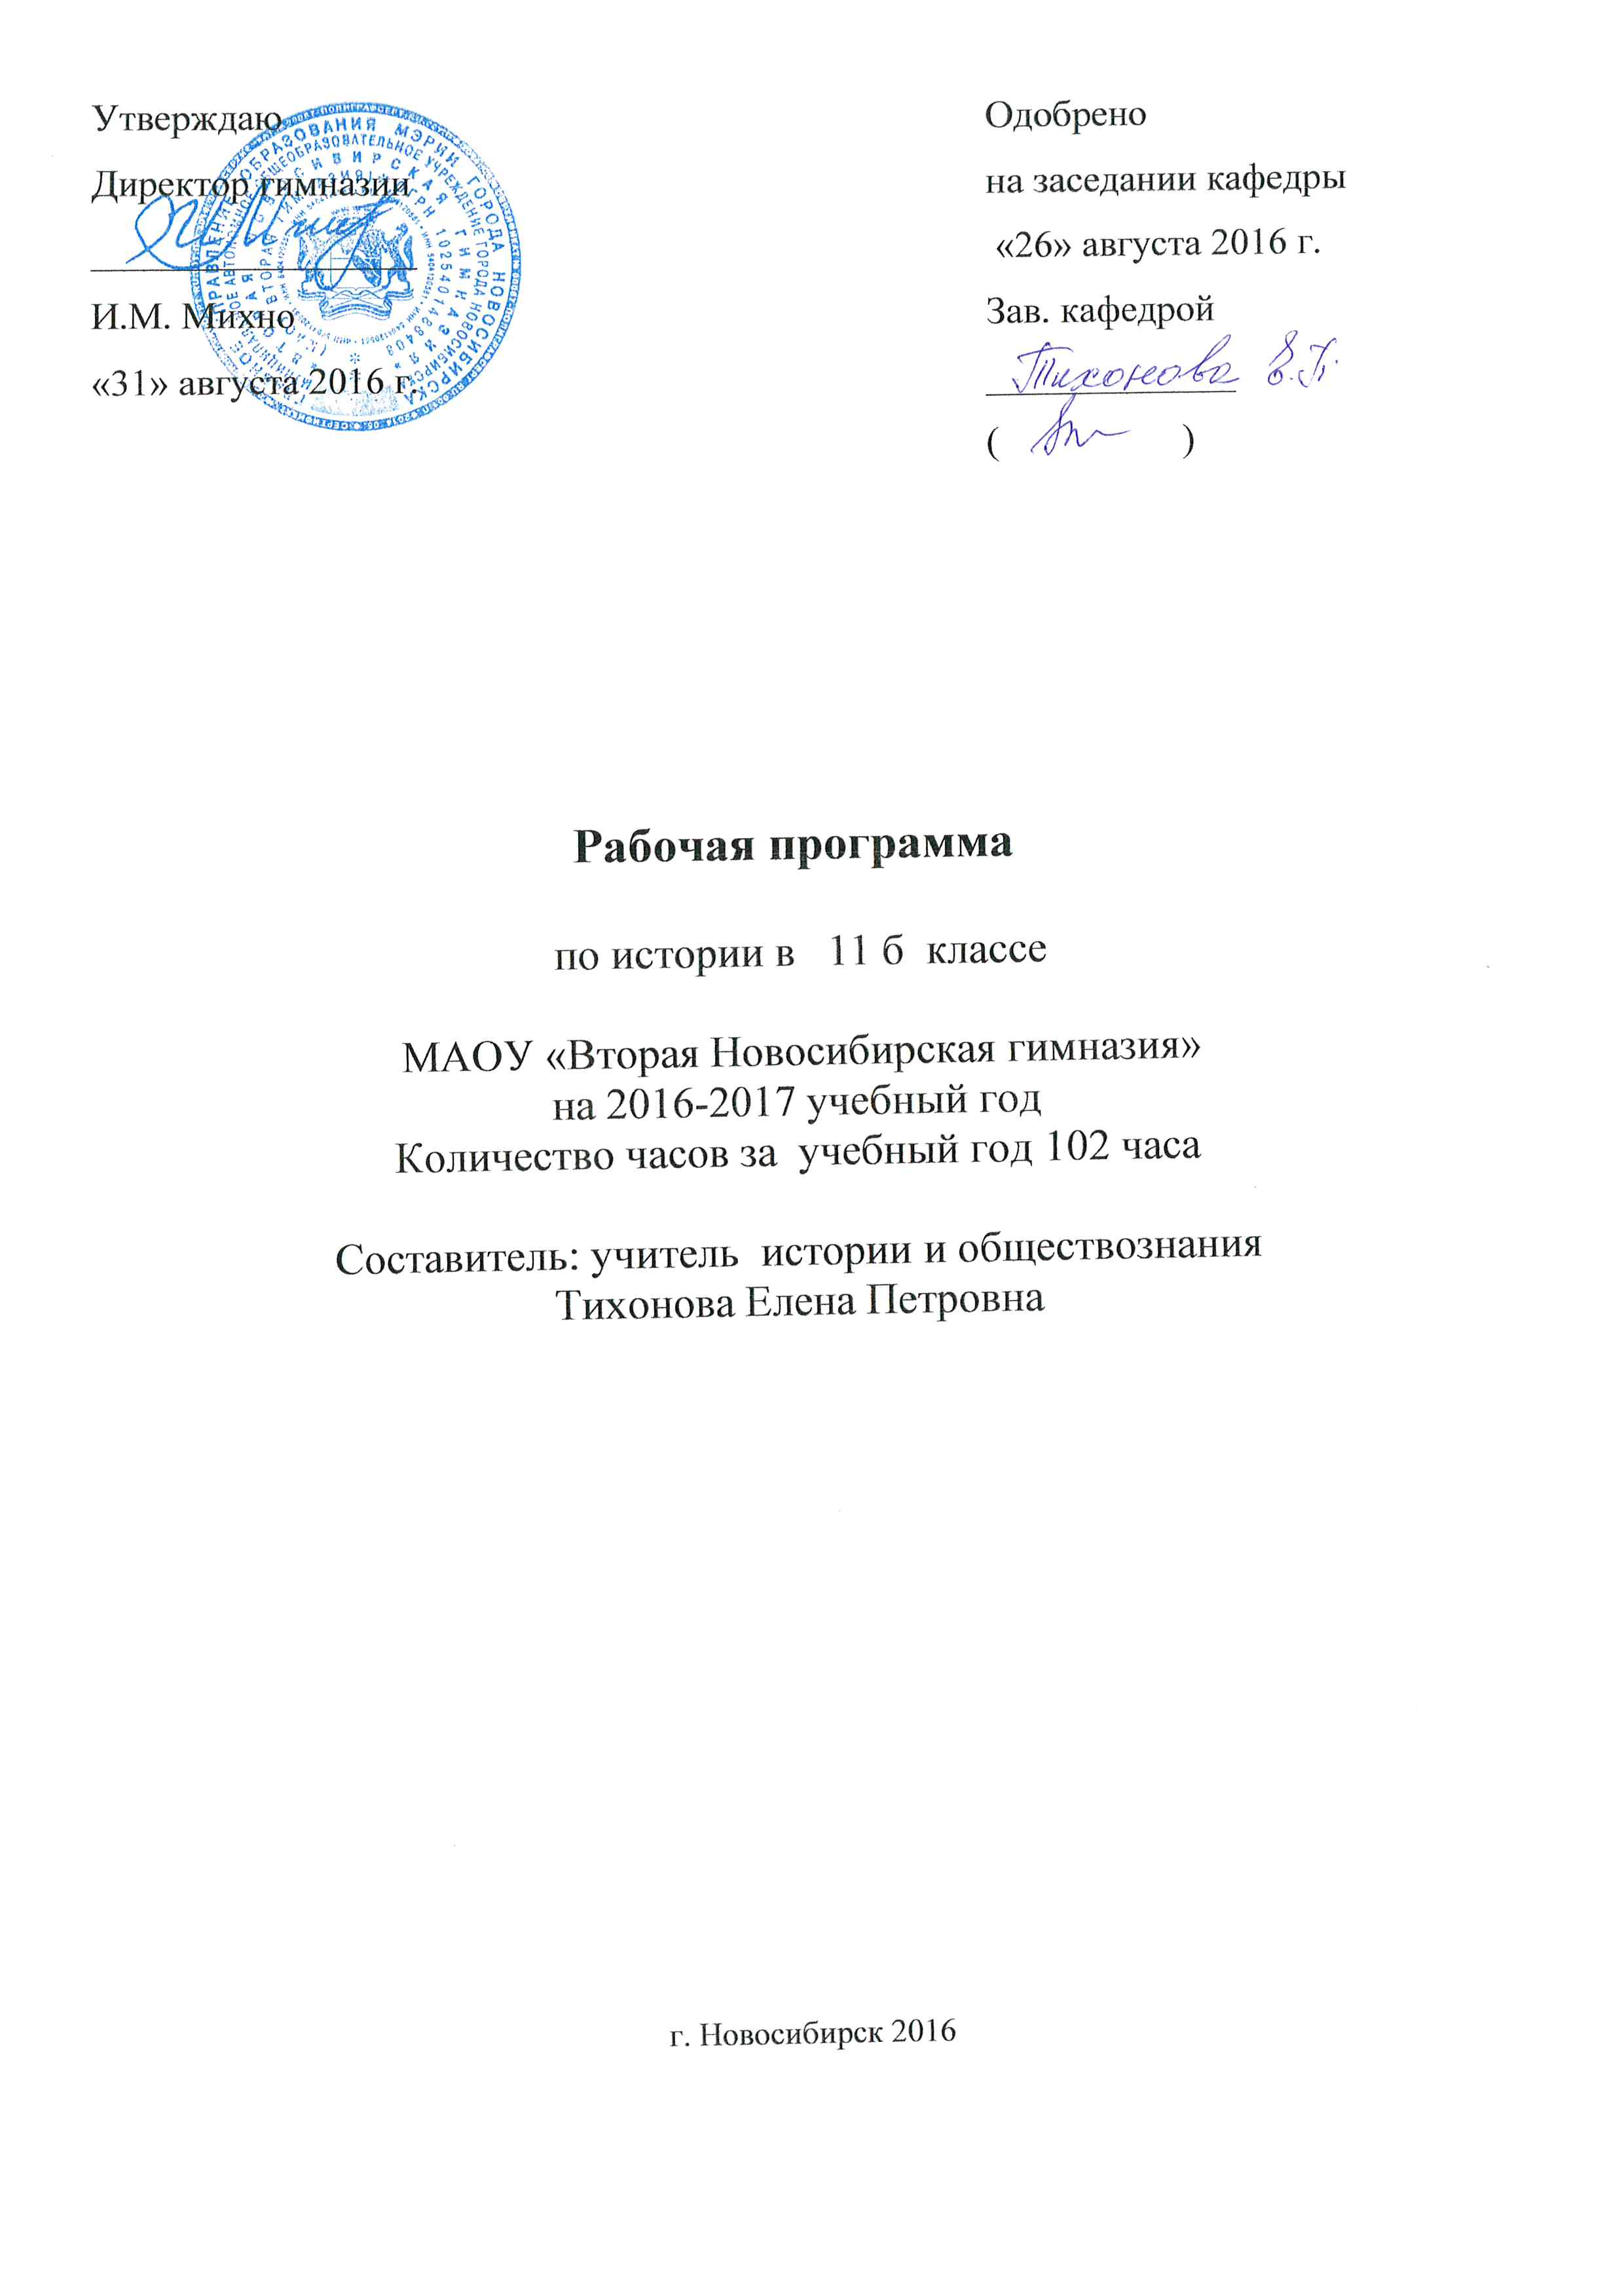 Утверждаю
Директор гимназии
И.М. Михно
«31» августа 2016 г.
Одобрено
на заседании кафедры
«26» августа 2016 г.
Зав. кафедрой
Тихонова Е.П.
( )
Рабочая программа
по истории в 11 б классе
МАОУ «Вторая Новосибирская гимназия»
на 2016-2017 учебный год
Количество часов за учебный год 102 часа
Составитель: учитель истории и обществознания
Тихонова Елена Петровна
г. Новосибирск 2016